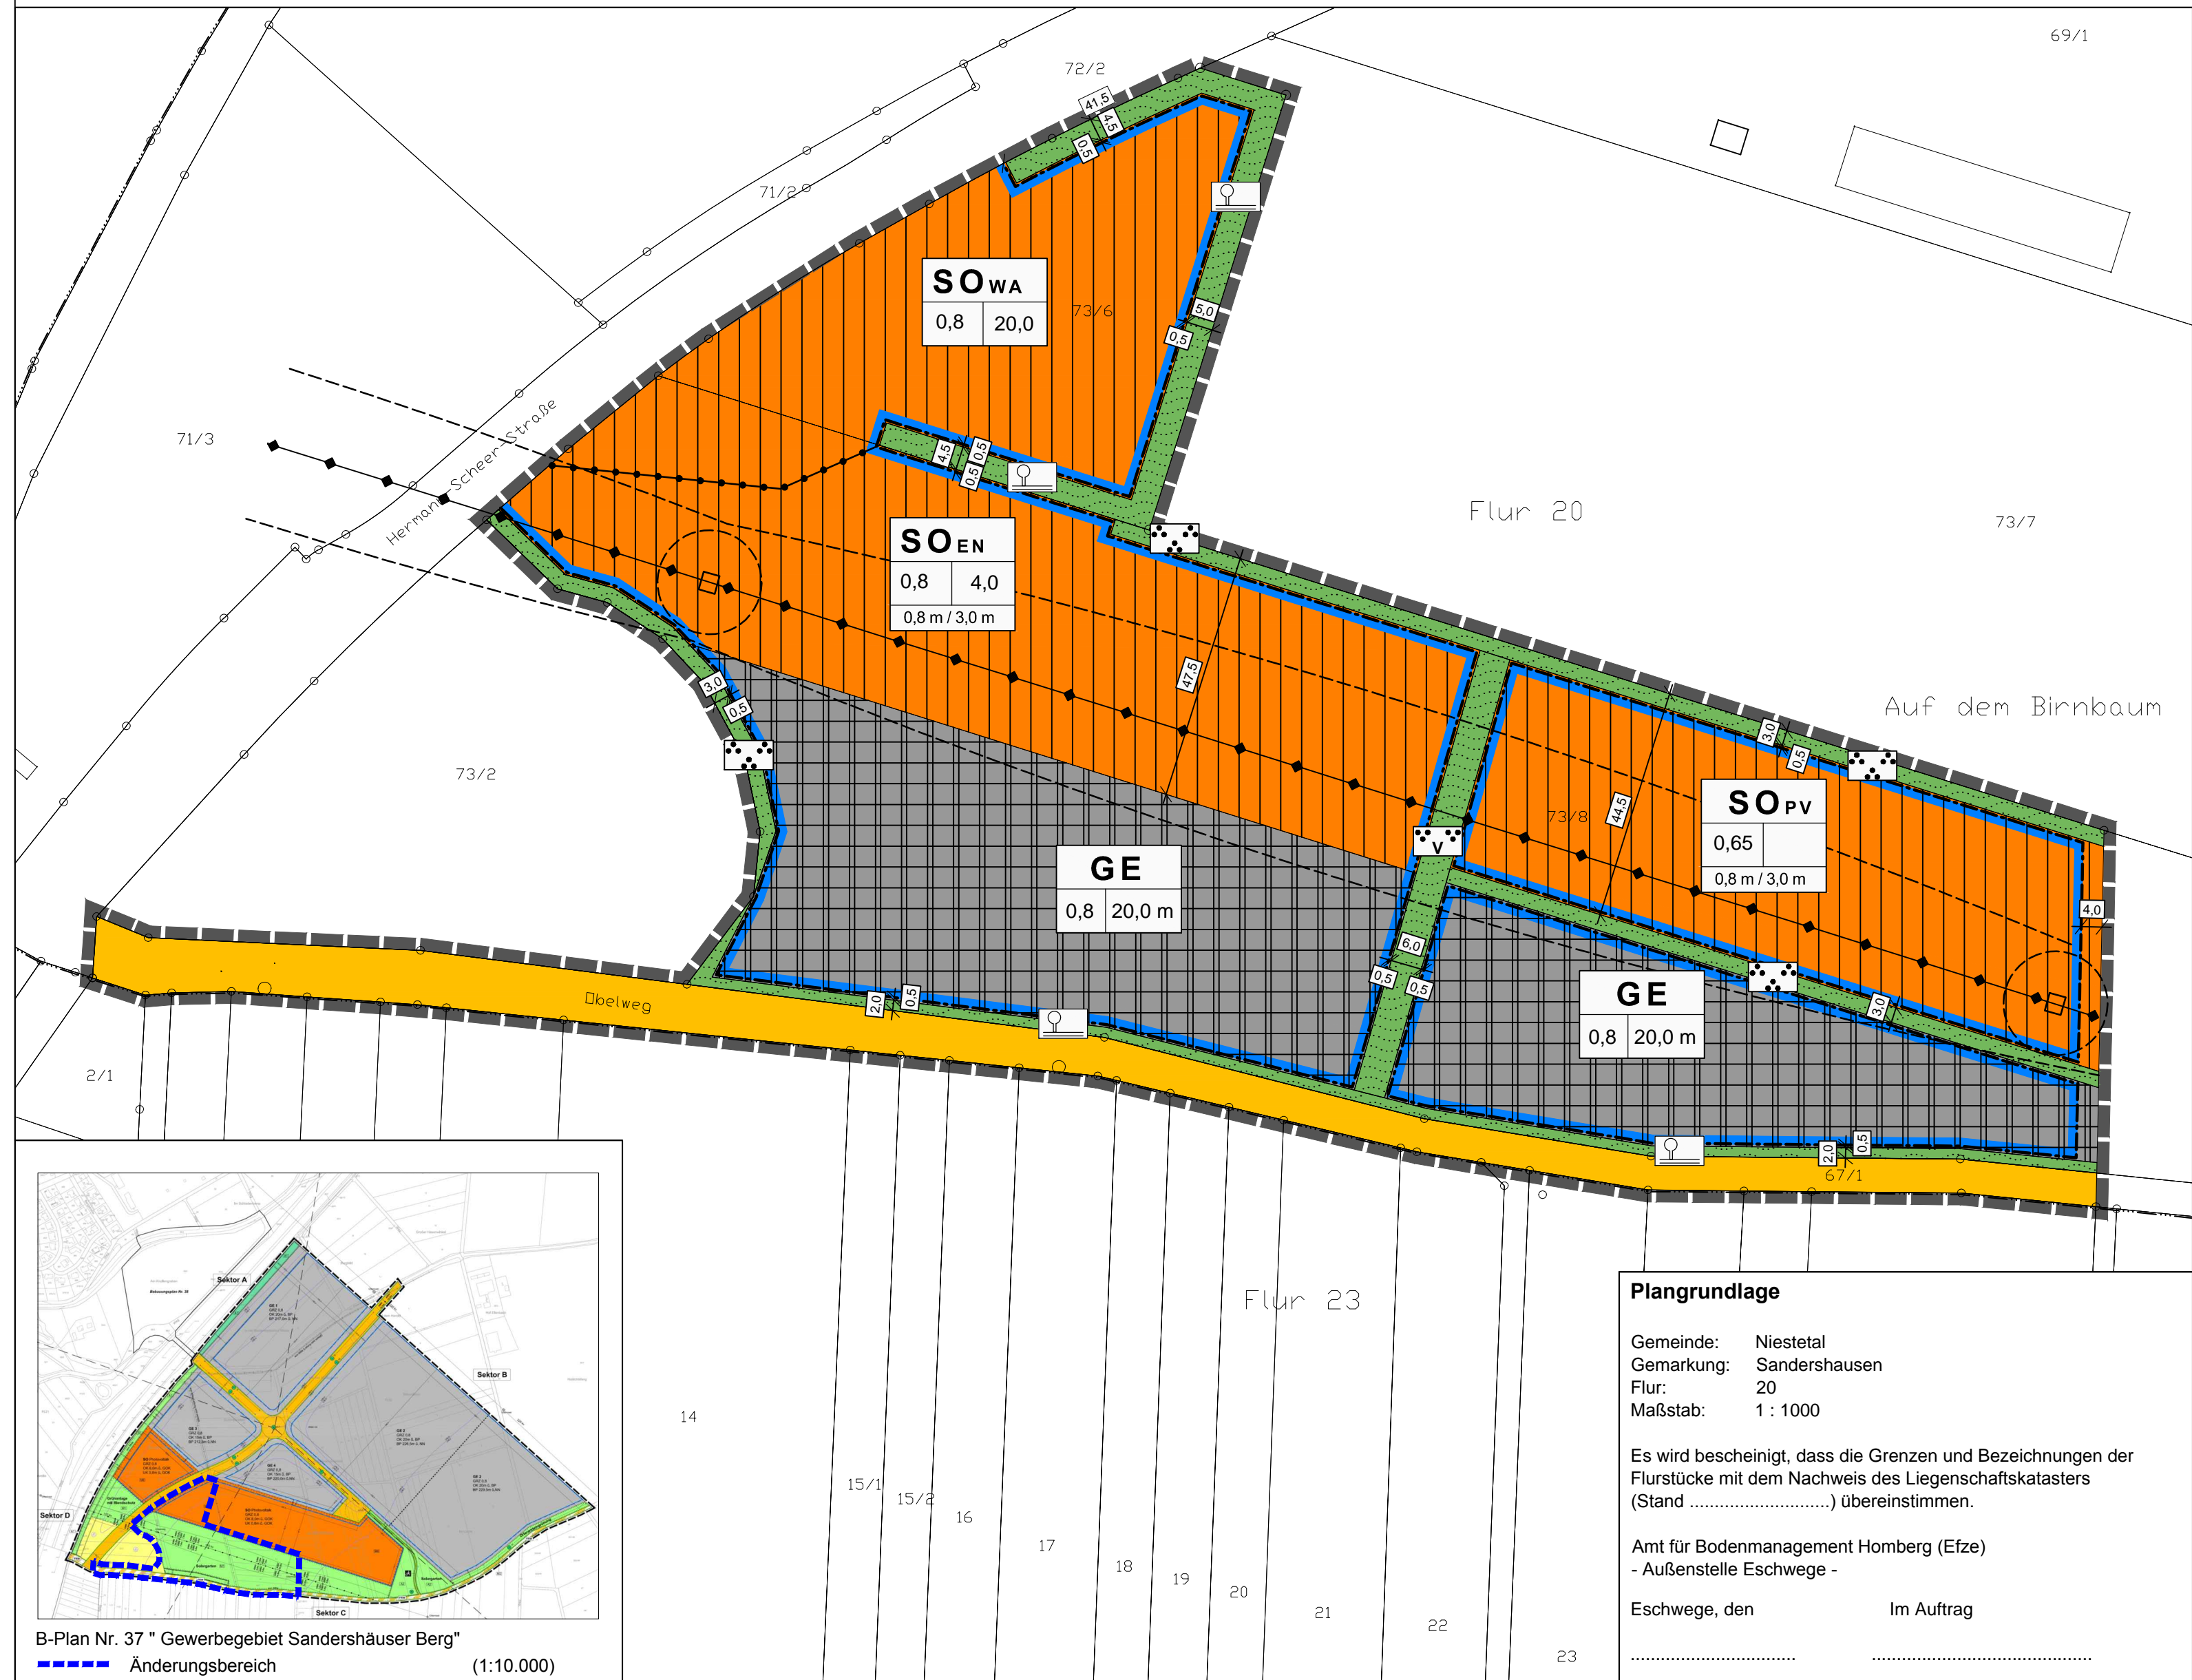 69/1
72/2
41,5
4,5
0,5
71/2
SO WA
0,8 20,0
73/6
5,0
0,5
71/3
Hermann-Scheer-Straße
4,5
0,5
0,5
Flur 20
73/7
SO EN
0,8 4,0
0,8 m / 3,0 m
47,5
3,0
0,5
Auf dem Birnbaum
3,0
0,5
73/2
SO PV
0,65
0,8 m / 3,0 m
73/8
44,5
V
GE
0,8 20,0 m
4,0
6,0
0,5
0,5
GE
0,8 20,0 m
3,0
belweg
2,0
0,5
2/1
2,0
0,5
67/1
Flur 23
14
15/1
15/2
16
17
18
19
20
21
22
23
Sektor A
Bebauungsplan Nr. 28
Sektor B
Sektor D
Sektor C
B-Plan Nr. 37 " Gewerbegebiet Sandershäuser Berg"
Änderungsbereich (1:10.000)
Plangrundlage
Gemeinde: Niestetal
Gemarkung: Sandershausen
Flur: 20
Maßstab: 1 : 1000
Es wird bescheinigt, dass die Grenzen und Bezeichnungen der
Flurstücke mit dem Nachweis des Liegenschaftskatasters
(Stand ............................) übereinstimmen.
Amt für Bodenmanagement Homberg (Efze)
- Außenstelle Eschwege -
Eschwege, den Im Auftrag
................................. ............................................